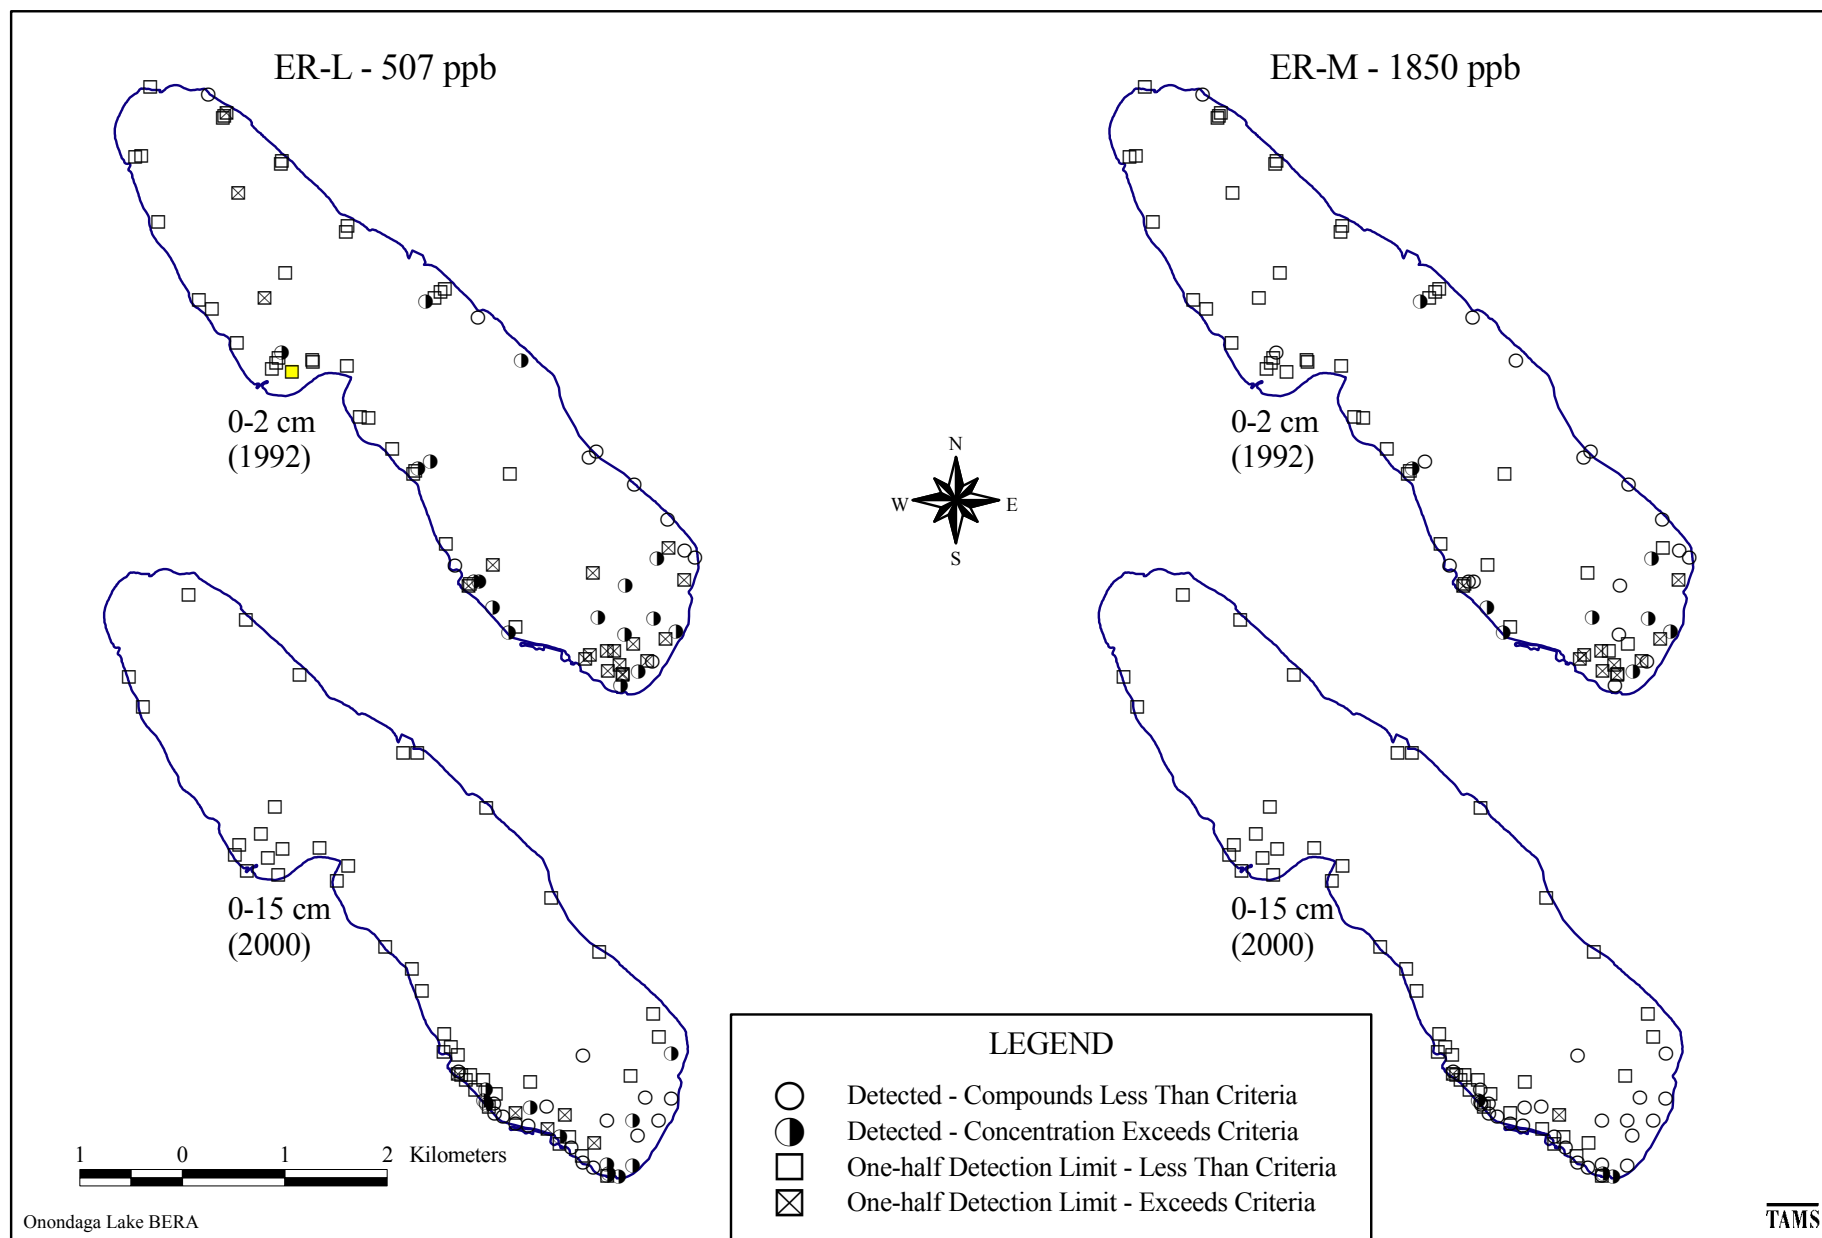 ER-L - 507 ppb
ER-M - 1850 ppb
0-2 cm
(1992)
0-2 cm
(1992)
N
W
E
S
0-15 cm
(2000)
0-15 cm
(2000)
LEGEND
Detected - Compounds Less Than Criteria
Detected - Concentration Exceeds Criteria
One-half Detection Limit - Less Than Criteria
One-half Detection Limit - Exceeds Criteria
1 0 1 2 Kilometers
Onondaga Lake BERA
TAMS